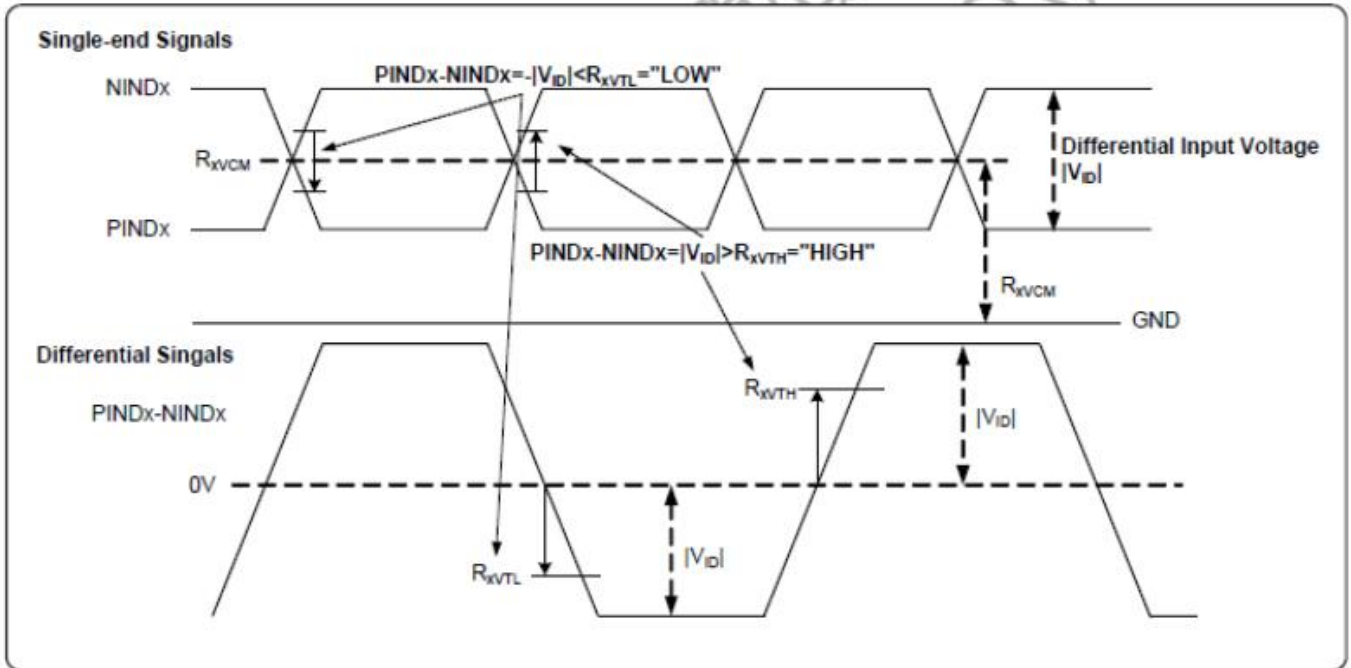 Single-end Signals
PINDx-NINDx=-|VID|<RxVTL="LOW"
NINDx
RxVCM
Differential Input Voltage
|VID|
PINDx
PINDx-NINDx=|VID|>RxVTH="HIGH"
RxVCM
GND
Differential Singals
RxVTH
PINDx-NINDx
|VID|
0V
|VID|
RxVTL